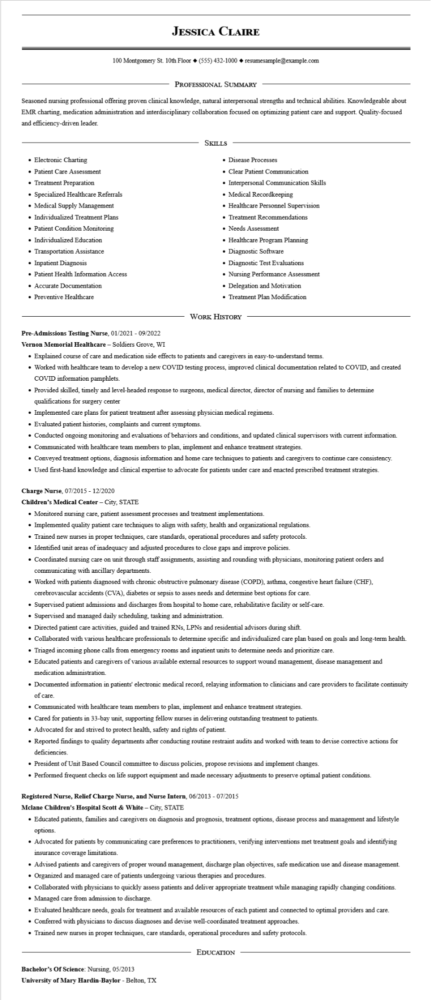 Jessica Claire
100 Montgomery St. 10th Floor ◆ (555) 432-1000 ◆ resumesample@example.com
Professional Summary
Seasoned nursing professional offering proven clinical knowledge, natural interpersonal strengths and technical abilities. Knowledgeable about
EMR charting, medication administration and interdisciplinary collaboration focused on optimizing patient care and support. Quality-focused
and efficiency-driven leader.
Skills
• Electronic Charting
• Patient Care Assessment
• Treatment Preparation
• Specialized Healthcare Referrals
• Medical Supply Management
• Individualized Treatment Plans
• Patient Condition Monitoring
• Individualized Education
• Transportation Assistance
• Inpatient Diagnosis
• Patient Health Information Access
• Accurate Documentation
• Preventive Healthcare
• Disease Processes
• Clear Patient Communication
• Interpersonal Communication Skills
• Medical Recordkeeping
• Healthcare Personnel Supervision
• Treatment Recommendations
• Needs Assessment
• Healthcare Program Planning
• Diagnostic Software
• Diagnostic Test Evaluations
• Nursing Performance Assessment
• Delegation and Motivation
• Treatment Plan Modification
Work History
Pre-Admissions Testing Nurse, 01/2021 - 09/2022
Vernon Memorial Healthcare – Soldiers Grove, WI
• Explained course of care and medication side effects to patients and caregivers in easy-to-understand terms.
• Worked with healthcare team to develop a new COVID testing process, improved clinical documentation related to COVID, and created
COVID information pamphlets.
• Provided skilled, timely and level-headed response to surgeons, medical director, director of nursing and families to determine
qualifications for surgery center
• Implemented care plans for patient treatment after assessing physician medical regimens.
• Evaluated patient histories, complaints and current symptoms.
• Conducted ongoing monitoring and evaluations of behaviors and conditions, and updated clinical supervisors with current information.
• Communicated with healthcare team members to plan, implement and enhance treatment strategies.
• Conveyed treatment options, diagnosis information and home care techniques to patients and caregivers to continue care consistency.
• Used first-hand knowledge and clinical expertise to advocate for patients under care and enacted prescribed treatment strategies.
Charge Nurse, 07/2015 - 12/2020
Children’s Medical Center – City, STATE
• Monitored nursing care, patient assessment processes and treatment implementations.
• Implemented quality patient care techniques to align with safety, health and organizational regulations.
• Trained new nurses in proper techniques, care standards, operational procedures and safety protocols.
• Identified unit areas of inadequacy and adjusted procedures to close gaps and improve policies.
• Coordinated nursing care on unit through staff assignments, assisting and rounding with physicians, monitoring patient orders and
communicating with ancillary departments.
• Worked with patients diagnosed with chronic obstructive pulmonary disease (COPD), asthma, congestive heart failure (CHF),
cerebrovascular accidents (CVA), diabetes or sepsis to asses needs and determine best options for care.
• Supervised patient admissions and discharges from hospital to home care, rehabilitative facility or self-care.
• Supervised and managed daily scheduling, tasking and administration.
• Directed patient care activities, guided and trained RNs, LPNs and residential advisors during shift.
• Collaborated with various healthcare professionals to determine specific and individualized care plan based on goals and long-term health.
• Triaged incoming phone calls from emergency rooms and inpatient units to determine needs and prioritize care.
• Educated patients and caregivers of various available external resources to support wound management, disease management and
medication administration.
• Documented information in patients' electronic medical record, relaying information to clinicians and care providers to facilitate continuity
of care.
• Communicated with healthcare team members to plan, implement and enhance treatment strategies.
• Cared for patients in 33-bay unit, supporting fellow nurses in delivering outstanding treatment to patients.
• Advocated for and strived to protect health, safety and rights of patient.
• Reported findings to quality departments after conducting routine restraint audits and worked with team to devise corrective actions for
deficiencies.
• President of Unit Based Council committee to discuss policies, propose revisions and implement changes.
• Performed frequent checks on life support equipment and made necessary adjustments to preserve optimal patient conditions.
Registered Nurse, Relief Charge Nurse, and Nurse Intern, 06/2013 - 07/2015
Mclane Children's Hospital Scott & White – City, STATE
• Educated patients, families and caregivers on diagnosis and prognosis, treatment options, disease process and management and lifestyle
options.
• Advocated for patients by communicating care preferences to practitioners, verifying interventions met treatment goals and identifying
insurance coverage limitations.
• Advised patients and caregivers of proper wound management, discharge plan objectives, safe medication use and disease management.
• Organized and managed care of patients undergoing various therapies and procedures.
• Collaborated with physicians to quickly assess patients and deliver appropriate treatment while managing rapidly changing conditions.
• Managed care from admission to discharge.
• Evaluated healthcare needs, goals for treatment and available resources of each patient and connected to optimal providers and care.
• Conferred with physicians to discuss diagnoses and devise well-coordinated treatment approaches.
• Trained new nurses in proper techniques, care standards, operational procedures and safety protocols.
Education
Bachelor’s Of Science: Nursing, 05/2013
University of Mary Hardin-Baylor - Belton, TX